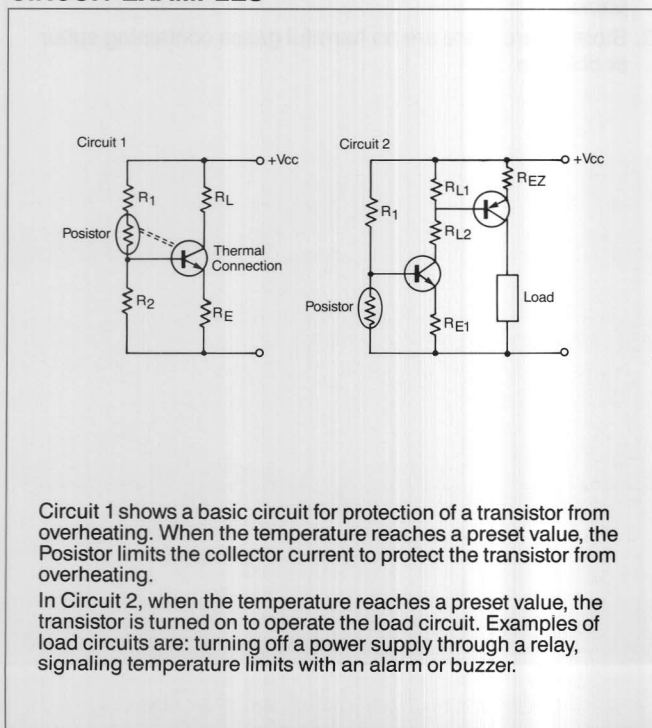 Circuit 1
Circuit 2
+Vcc
+Vcc
R1
RL
RL1
REZ
R1
Posistor
Thermal
Connection
RL2
R2
RE
Posistor
Load
RE1
Circuit 1 shows a basic circuit for protection of a transistor from
overheating. When the temperature reaches a preset value, the
Posistor limits the collector current to protect the transistor from
overheating.
In Circuit 2, when the temperature reaches a preset value, the
transistor is turned on to operate the load circuit. Examples of
load circuits are: turning off a power supply through a relay,
signaling temperature limits with an alarm or buzzer.